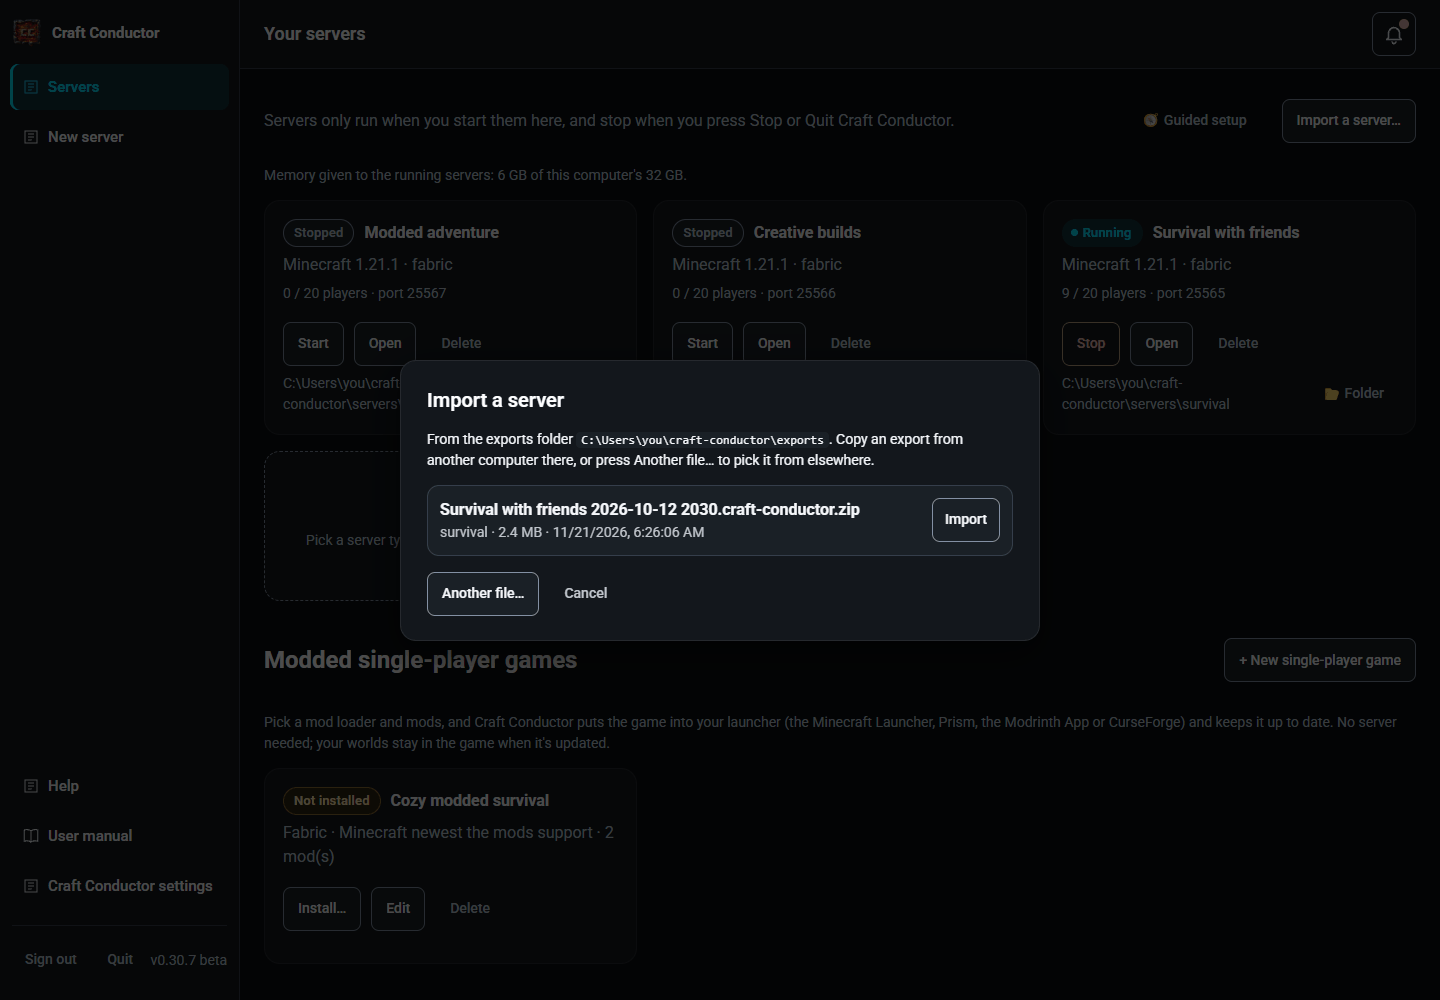 Craft Conductor
Your servers
Servers
New server
Servers only run when you start them here, and stop when you press Stop or Quit Craft Conductor.
Guided setup
Import a server...
Memory given to the running servers: 6 GB of this computer's 32 GB.
Stopped Modded adventure
Minecraft 1.21.1 · fabric
0 / 20 players · port 25567
Start Open Delete
C:\Users\you\craft
conductor\servers\
Stopped Creative builds
Minecraft 1.21.1 · fabric
0 / 20 players · port 25566
Start Open Delete
Running Survival with friends
Minecraft 1.21.1 · fabric
9 / 20 players · port 25565
Stop Open Delete
C:\Users\you\craft-
conductor\servers\survival
Folder
Import a server
From the exports folder C:\Users\you\craft-conductor\exports. Copy an export from
another computer there, or press Another file... to pick it from elsewhere.
Survival with friends 2026-10-12 2030.craft-conductor.zip
survival · 2.4 MB · 11/21/2026, 6:26:06 AM
Import
Another file... Cancel
Pick a server ty
Modded single-player games
+ New single-player game
Pick a mod loader and mods, and Craft Conductor puts the game into your launcher (the Minecraft Launcher, Prism, the Modrinth App or CurseForge) and keeps it up to date. No server
needed; your worlds stay in the game when it's updated.
Not installed Cozy modded survival
Fabric · Minecraft newest the mods support · 2
mod(s)
Install... Edit Delete
Help
User manual
Craft Conductor settings
Sign out Quit v0.30.7 beta